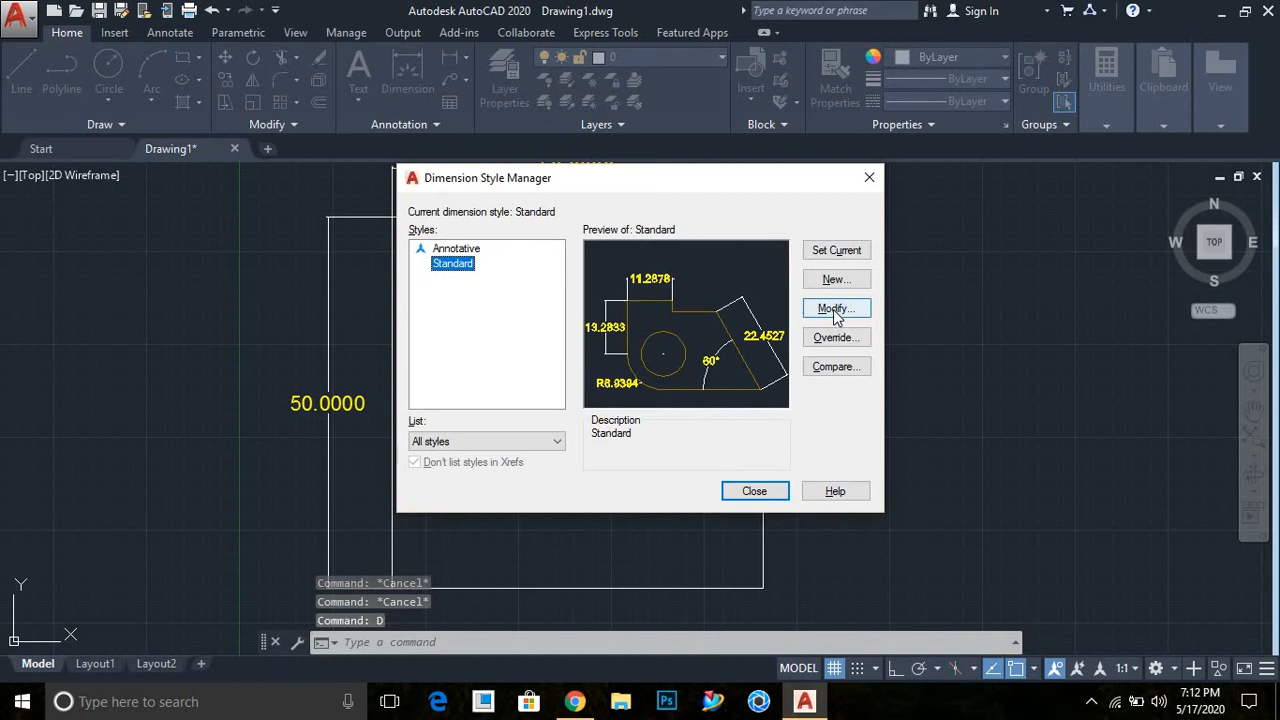 Autodesk AutoCAD 2020 Drawing1.dwg
Type a keyword or phrase
Sign In
Home Insert Annotate Parametric View Manage Output Add-ins Collaborate Express Tools Featured Apps
Line Polyline Circle Arc
Text Dimension
Layer Properties
0
Insert
Match Properties
ByLayer
ByLayer
ByLayer
Group
Utilities
Clipboard
View
Draw Modify Annotation Layers Block Properties Groups
Start Drawing1*
[−][Top][2D Wireframe]
N
W TOP E
S
WCS
Dimension Style Manager
Current dimension style: Standard
Styles:
Annotative
Standard
Preview of: Standard
11.2878
13.2833
22.4527
60°
R8.9394
Set Current
New...
Modify...
Override...
Compare...
List:
All styles
Don't list styles in Xrefs
Description
Standard
Close
Help
50.0000
Y
X
Command: *Cancel*
Command: *Cancel*
Command: D
Type a command
Model Layout1 Layout2
MODEL
1:1
Type here to search
Ps
7:12 PM
5/17/2020